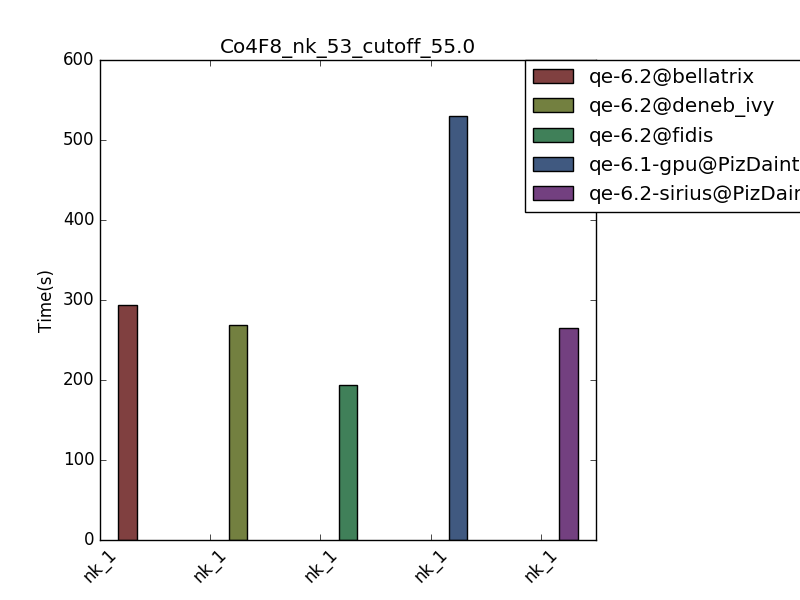 Co4F8_nk_53_cutoff_55.0
600
500
400
300
200
100
0
Time(s)
qe-6.2@bellatrix
qe-6.2@deneb_ivy
qe-6.2@fidis
qe-6.1-gpu@PizDaint
qe-6.2-sirius@PizDain
nk_1
nk_1
nk_1
nk_1
nk_1